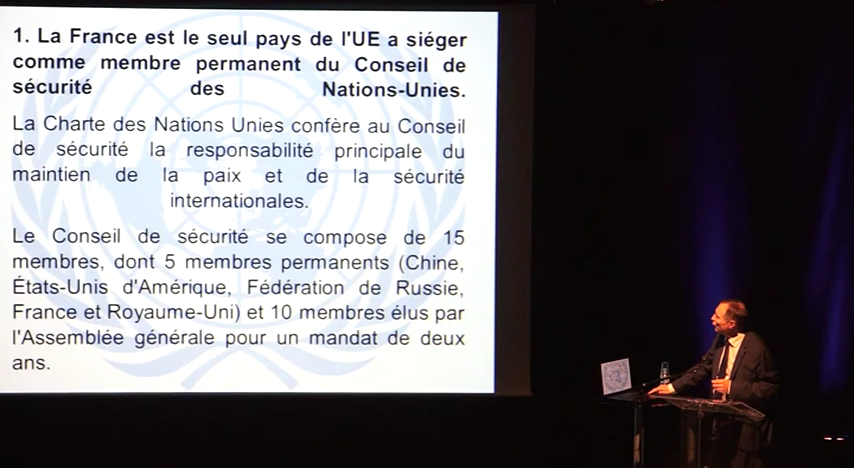 1. La France est le seul pays de l'UE a siéger
comme membre permanent du Conseil de
sécurité des Nations-Unies.
La Charte des Nations Unies confère au Conseil
de sécurité la responsabilité principale du
maintien de la paix et de la sécurité
internationales.
Le Conseil de sécurité se compose de 15
membres, dont 5 membres permanents (Chine,
États-Unis d'Amérique, Fédération de Russie,
France et Royaume-Uni) et 10 membres élus par
l'Assemblée générale pour un mandat de deux
ans.